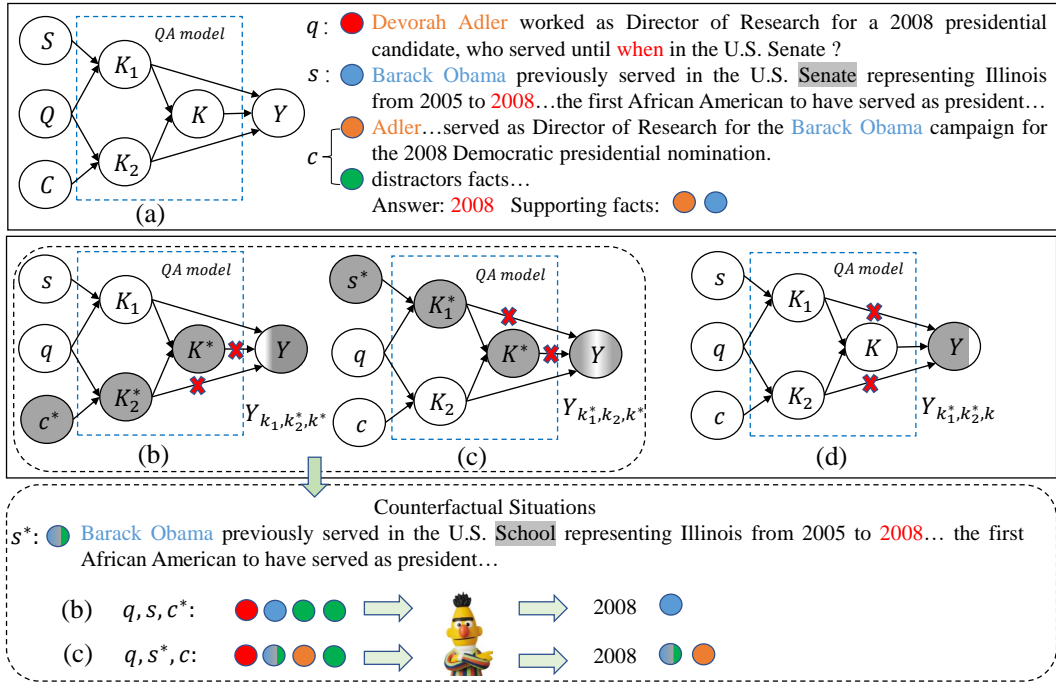 S
Q
C
QA model
K₁
K₂
K
Y
(a)
q : Devorah Adler worked as Director of Research for a 2008 presidential
candidate, who served until when in the U.S. Senate ?
s : Barack Obama previously served in the U.S. Senate representing Illinois
from 2005 to 2008…the first African American to have served as president…
c
Adler…served as Director of Research for the Barack Obama campaign for
the 2008 Democratic presidential nomination.
distractors facts…
Answer: 2008 Supporting facts:
s
q
c*
QA model
K₁
K₂*
K*
Y
Y k₁,k₂*,k*
(b)
s*
q
c
QA model
K₁*
K₂
K*
Y
Y k₁*,k₂,k*
(c)
s
q
c
QA model
K₁
K₂
K
Y
Y k₁*,k₂*,k
(d)
Counterfactual Situations
s*: Barack Obama previously served in the U.S. School representing Illinois from 2005 to 2008… the first
African American to have served as president…
(b) q, s, c*: 2008
(c) q, s*, c: 2008